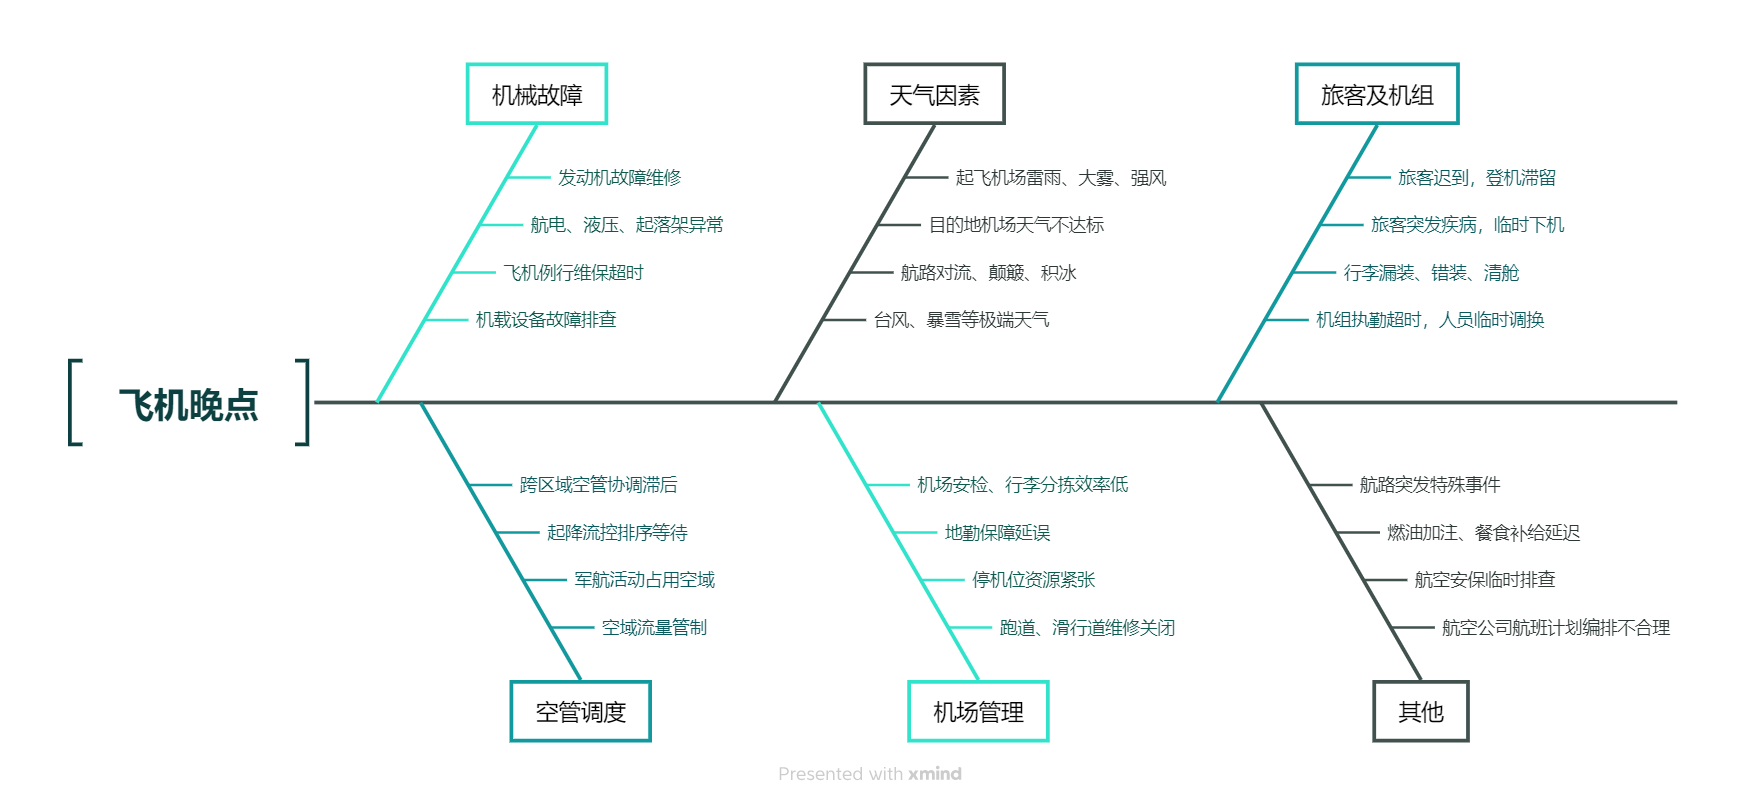 机械故障
发动机故障维修
航电、液压、起落架异常
飞机例行维保超时
机载设备故障排查
天气因素
起飞机场雷雨、大雾、强风
目的地机场天气不达标
航路对流、颠簸、积冰
台风、暴雪等极端天气
旅客及机组
旅客迟到，登机滞留
旅客突发疾病，临时下机
行李漏装、错装、清舱
机组执勤超时，人员临时调换
飞机晚点
跨区域空管协调滞后
起降流控排序等待
军航活动占用空域
空域流量管制
空管调度
机场安检、行李分拣效率低
地勤保障延误
停机位资源紧张
跑道、滑行道维修关闭
机场管理
航路突发特殊事件
燃油加注、餐食补给延迟
航空安保临时排查
航空公司航班计划编排不合理
其他
Presented with xmind